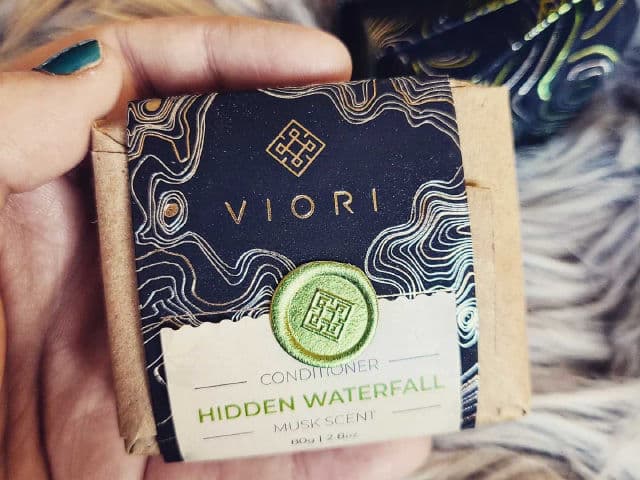 VIORI
CONDITIONER
HIDDEN WATERFALL
MUSK SCENT
80g | 2.8oz